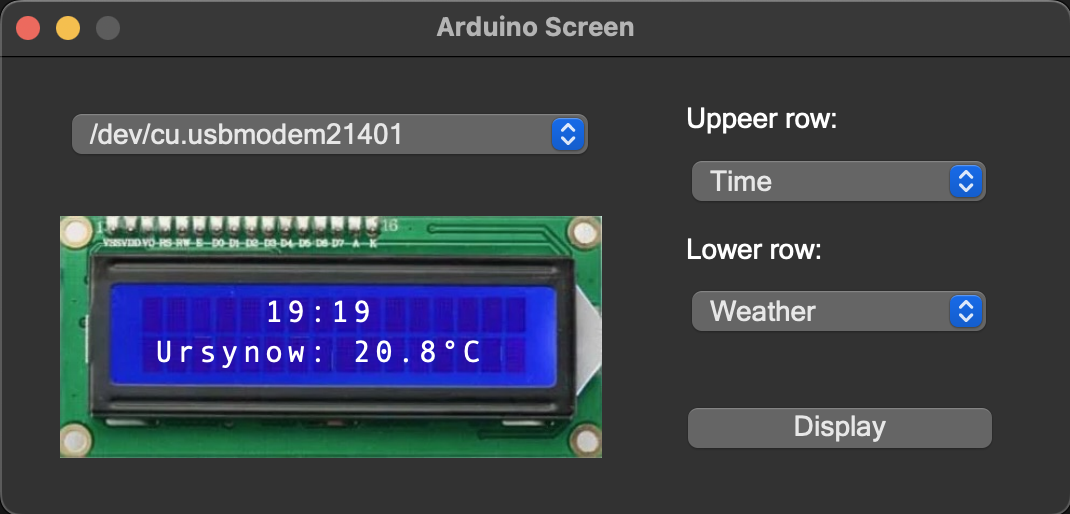 Arduino Screen
/dev/cu.usbmodem21401
Uppeer row:
Time
1 16
VSS VDD VO RS RW E D0 D1 D2 D3 D4 D5 D6 D7 A K
19:19
Ursynow: 20.8°C
Lower row:
Weather
Display